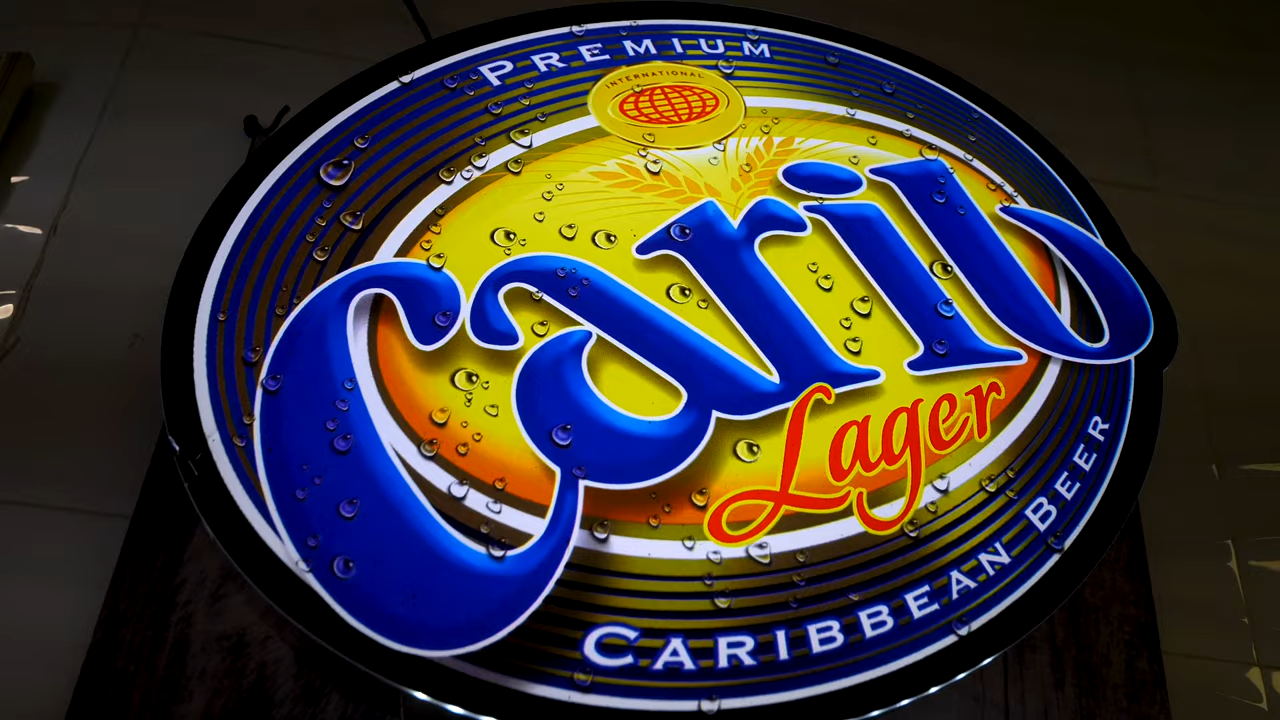 PREMIUM
INTERNATIONAL
Carib
Lager
CARIBBEAN BEER